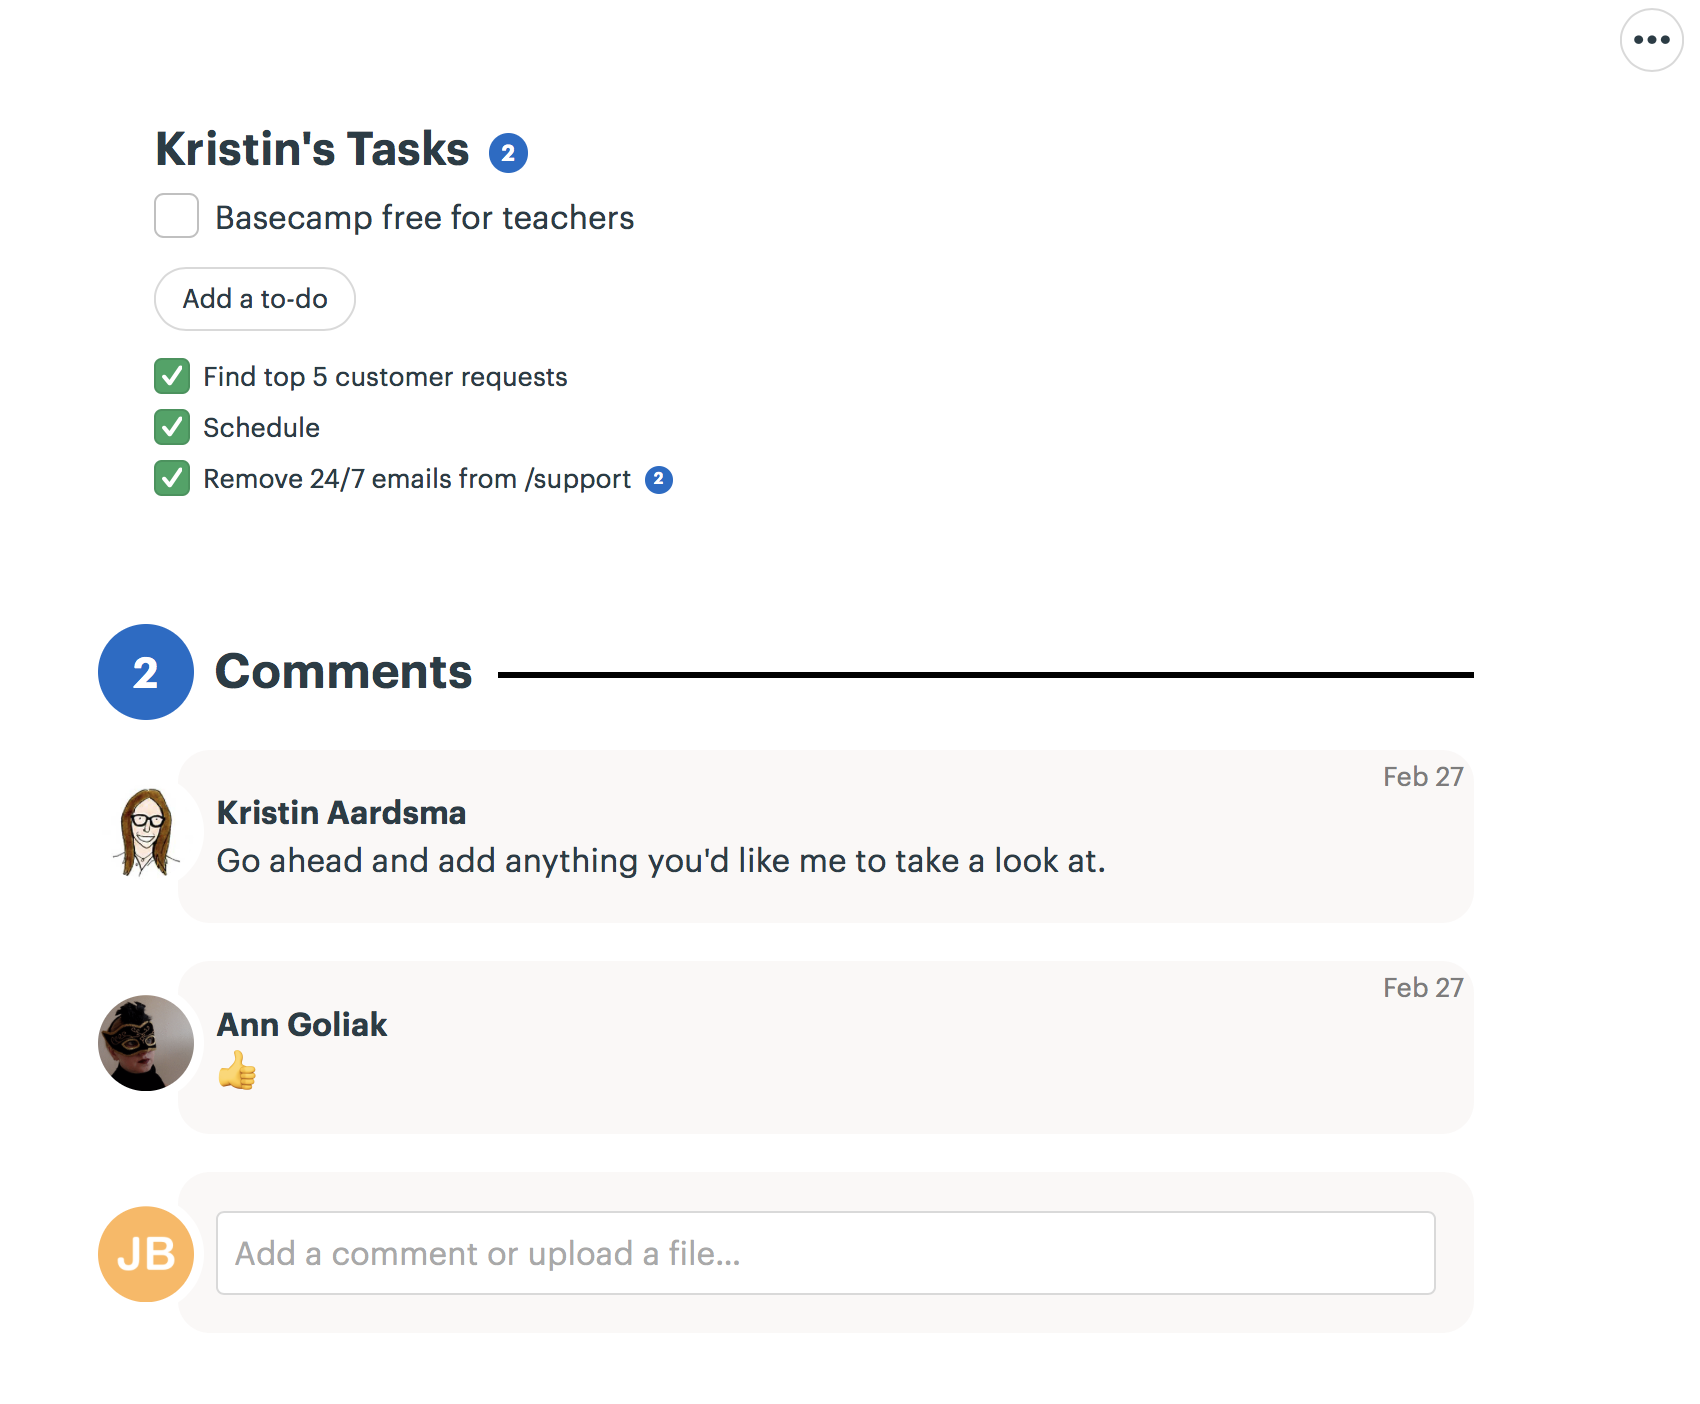 Kristin's Tasks 2
Basecamp free for teachers
Add a to-do
Find top 5 customer requests
Schedule
Remove 24/7 emails from /support 2
2 Comments
Feb 27
Kristin Aardsma
Go ahead and add anything you'd like me to take a look at.
Feb 27
Ann Goliak
👍
JB
Add a comment or upload a file...